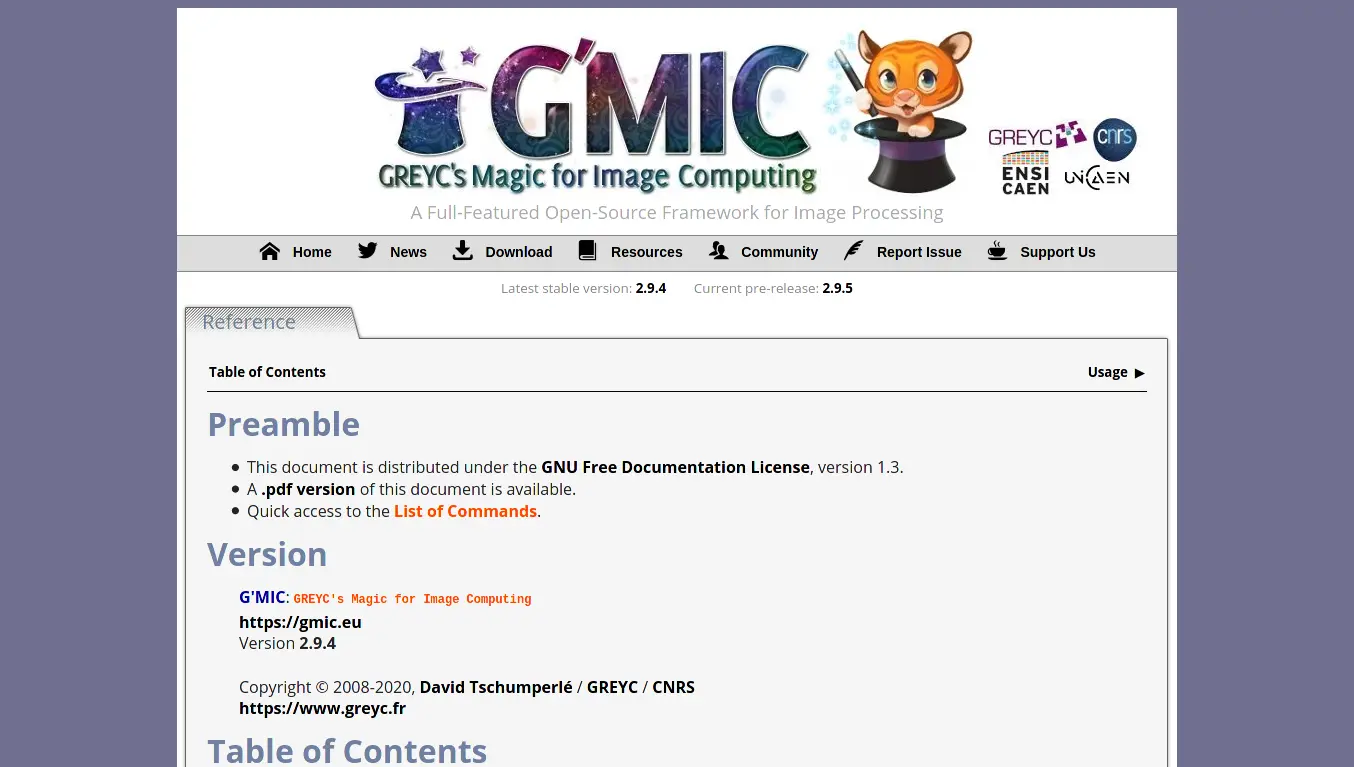 G'MIC
GREYC's Magic for Image Computing
GREYC
cnrs
ENSI
CAEN
UNICAEN
A Full-Featured Open-Source Framework for Image Processing
Home News Download Resources Community Report Issue Support Us
Latest stable version: 2.9.4 Current pre-release: 2.9.5
Reference
Table of Contents Usage ►
Preamble
• This document is distributed under the GNU Free Documentation License, version 1.3.
• A .pdf version of this document is available.
• Quick access to the List of Commands.
Version
G'MIC: GREYC's Magic for Image Computing
https://gmic.eu
Version 2.9.4
Copyright © 2008-2020, David Tschumperlé / GREYC / CNRS
https://www.greyc.fr
Table of Contents